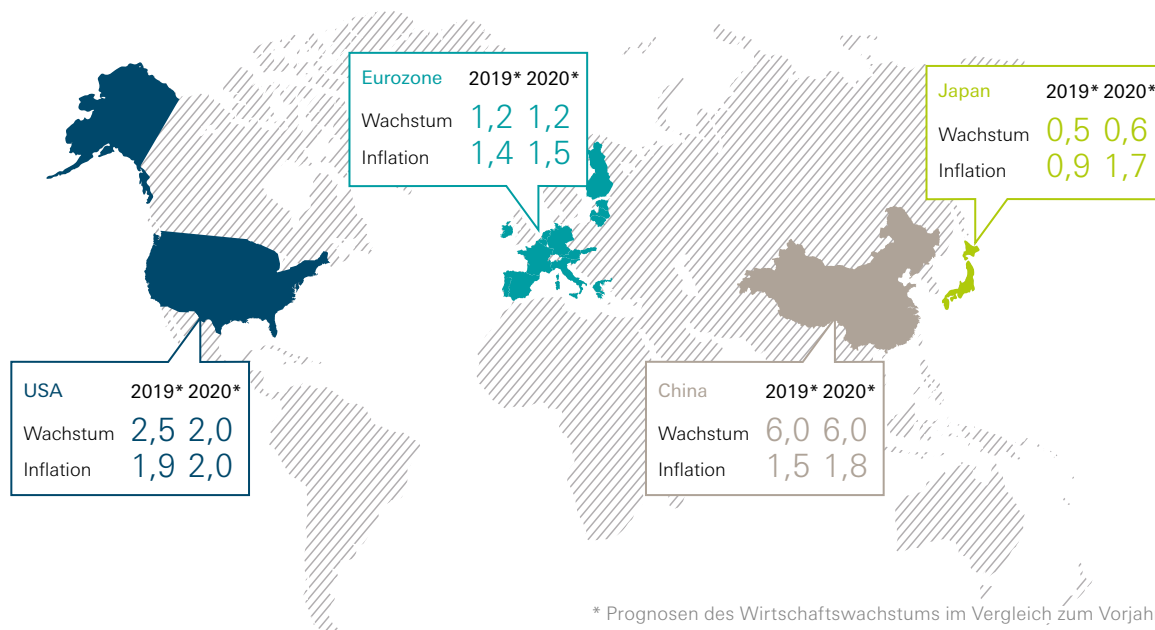 Eurozone 2019* 2020*
Wachstum 1,2 1,2
Inflation 1,4 1,5
Japan 2019* 2020*
Wachstum 0,5 0,6
Inflation 0,9 1,7
USA 2019* 2020*
Wachstum 2,5 2,0
Inflation 1,9 2,0
China 2019* 2020*
Wachstum 6,0 6,0
Inflation 1,5 1,8
* Prognosen des Wirtschaftswachstums im Vergleich zum Vorjah